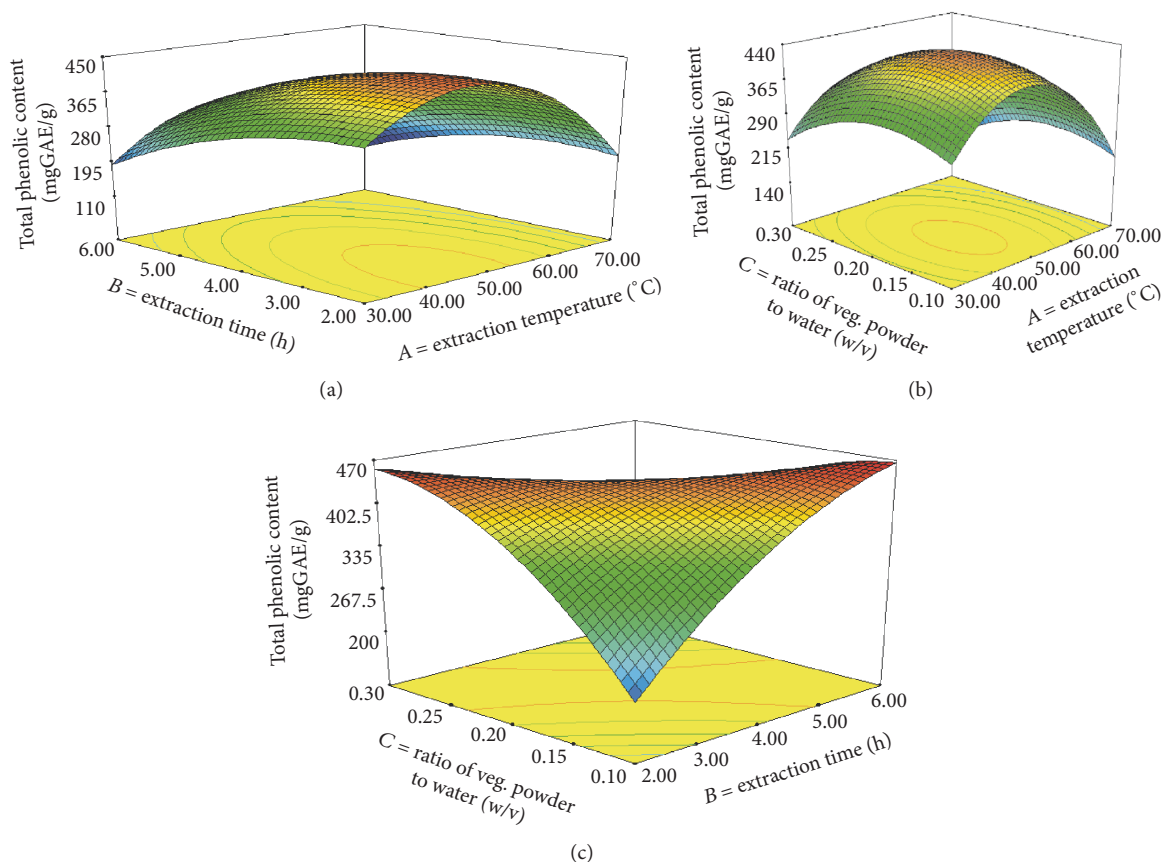 Total phenolic content
(mgGAE/g)
450
365
280
195
110
6.00
5.00
4.00
3.00
2.00
B = extraction time (h)
30.00
40.00
50.00
60.00
70.00
A = extraction temperature (°C)
(a)
Total phenolic content
(mgGAE/g)
440
365
290
215
140
0.30
0.25
0.20
0.15
0.10
C = ratio of veg. powder
to water (w/v)
30.00
40.00
50.00
60.00
70.00
A = extraction
temperature (°C)
(b)
Total phenolic content
(mgGAE/g)
470
402.5
335
267.5
200
0.30
0.25
0.20
0.15
0.10
C = ratio of veg. powder
to water (w/v)
2.00
3.00
4.00
5.00
6.00
B = extraction time (h)
(c)